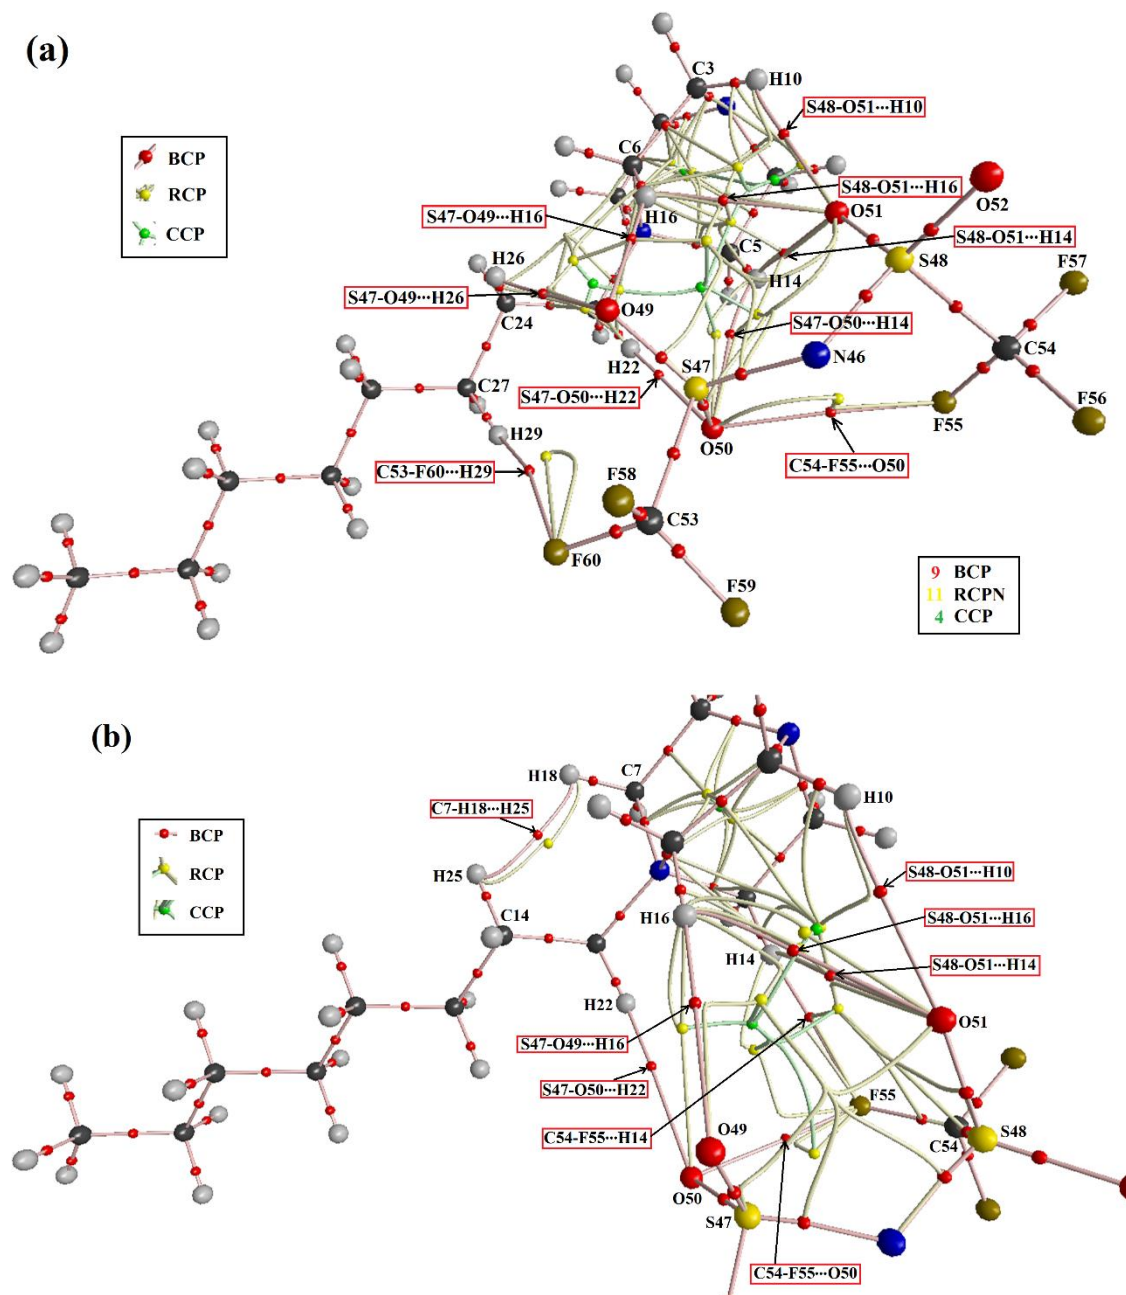 (a)
BCP
RCP
CCP
C3
H10
S48-O51···H10
C6
S48-O51···H16
O52
H16
O51
S47-O49···H16
C5
S48-O51···H14
S48
H26
H14
F57
S47-O49···H26
O49
S47-O50···H14
C24
S47
N46
C54
H22
C27
S47-O50···H22
F55
F56
H29
O50
C54-F55···O50
C53-F60···H29
F58
C53
F60
F59
9 BCP
11 RCPN
4 CCP
(b)
H18
C7
H10
C7-H18···H25
BCP
RCP
CCP
H25
S48-O51···H10
C14
H16
S48-O51···H16
H14
S48-O51···H14
H22
O51
S47-O49···H16
S47-O50···H22
F55
C54-F55···H14
O49
C54
S48
O50
S47
C54-F55···O50